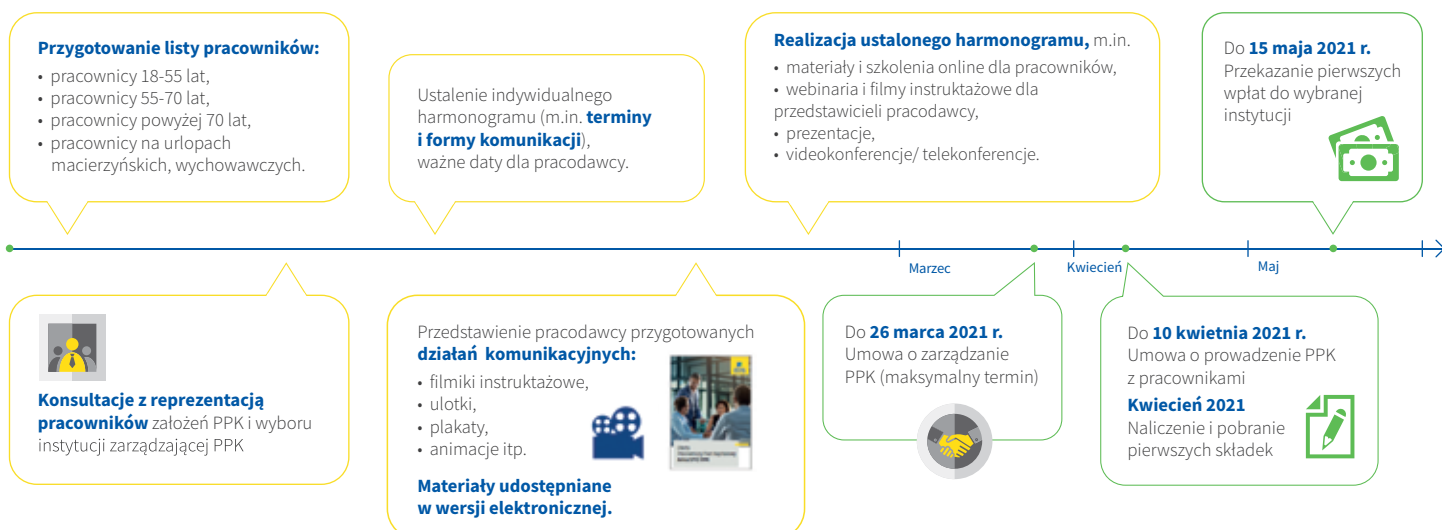 Przygotowanie listy pracowników:
• pracownicy 18-55 lat,
• pracownicy 55-70 lat,
• pracownicy powyżej 70 lat,
• pracownicy na urlopach
macierzyńskich, wychowawczych.
Ustalenie indywidualnego
harmonogramu (m.in. terminy
i formy komunikacji),
ważne daty dla pracodawcy.
Realizacja ustalonego harmonogramu, m.in.
• materiały i szkolenia online dla pracowników,
• webinaria i filmy instruktażowe dla
przedstawicieli pracodawcy,
• prezentacje,
• videokonferencje/ telekonferencje.
Do 15 maja 2021 r.
Przekazanie pierwszych
wpłat do wybranej
instytucji
Marzec
Kwiecień
Maj
Konsultacje z reprezentacją
pracowników założeń PPK i wyboru
instytucji zarządzającej PPK
Przedstawienie pracodawcy przygotowanych
działań komunikacyjnych:
• filmiki instruktażowe,
• ulotki,
• plakaty,
• animacje itp.
Materiały udostępniane
w wersji elektronicznej.
Do 26 marca 2021 r.
Umowa o zarządzanie
PPK (maksymalny termin)
Do 10 kwietnia 2021 r.
Umowa o prowadzenie PPK
z pracownikami
Kwiecień 2021
Naliczenie i pobranie
pierwszych składek